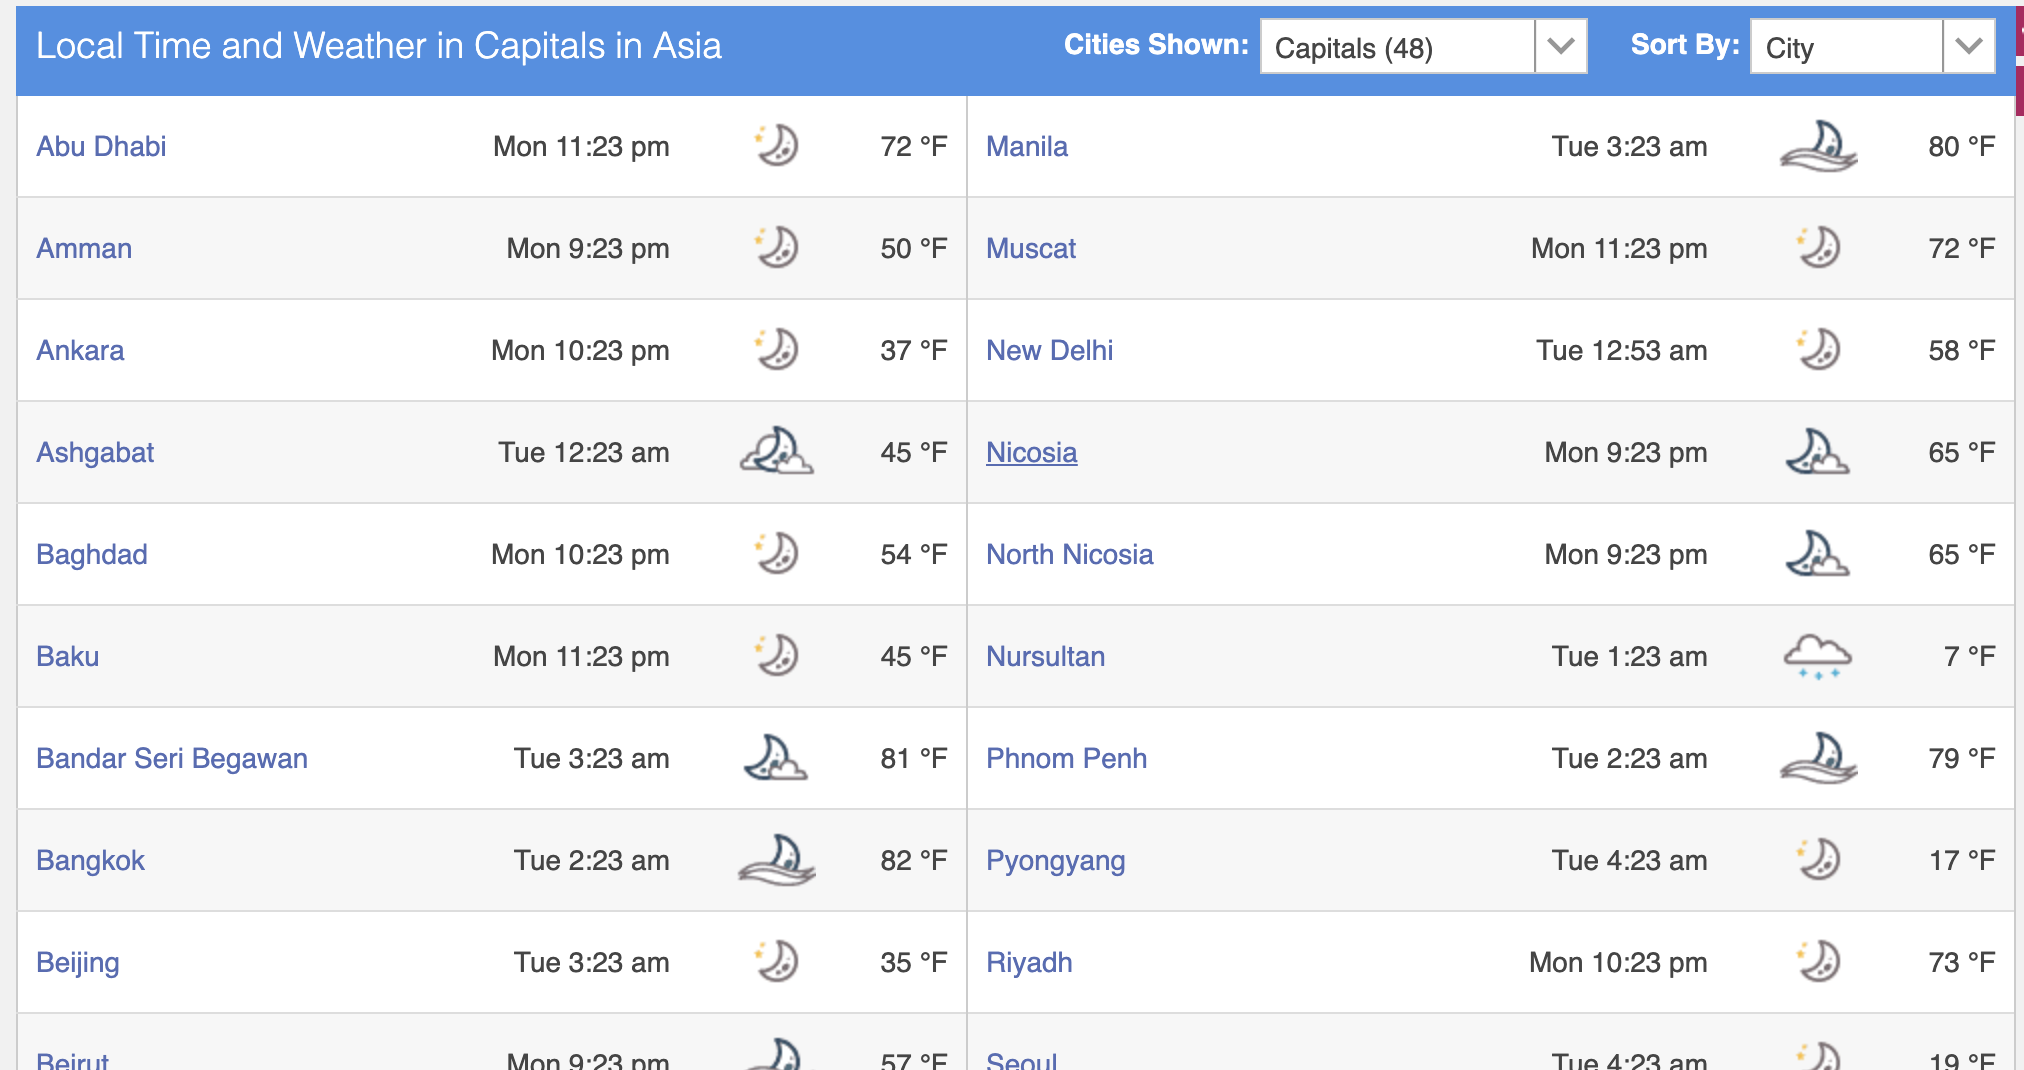 Local Time and Weather in Capitals in Asia Cities Shown: Capitals (48) Sort By: City
Abu Dhabi Mon 11:23 pm 72 °F Manila Tue 3:23 am 80 °F
Amman Mon 9:23 pm 50 °F Muscat Mon 11:23 pm 72 °F
Ankara Mon 10:23 pm 37 °F New Delhi Tue 12:53 am 58 °F
Ashgabat Tue 12:23 am 45 °F Nicosia Mon 9:23 pm 65 °F
Baghdad Mon 10:23 pm 54 °F North Nicosia Mon 9:23 pm 65 °F
Baku Mon 11:23 pm 45 °F Nursultan Tue 1:23 am 7 °F
Bandar Seri Begawan Tue 3:23 am 81 °F Phnom Penh Tue 2:23 am 79 °F
Bangkok Tue 2:23 am 82 °F Pyongyang Tue 4:23 am 17 °F
Beijing Tue 3:23 am 35 °F Riyadh Mon 10:23 pm 73 °F
Beirut Mon 9:23 pm 57 °F Seoul Tue 4:23 am 19 °F